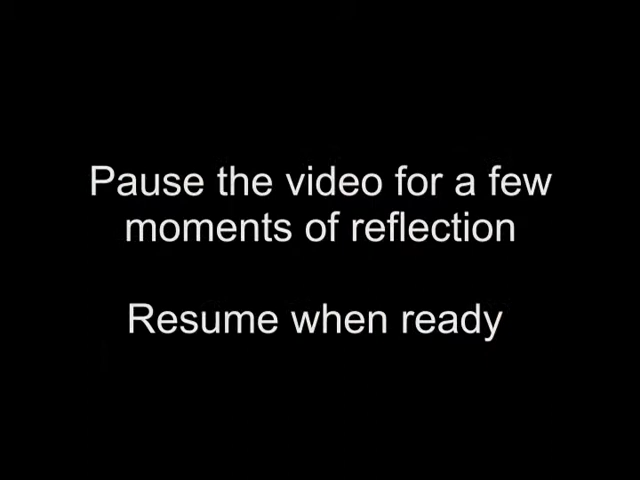 Pause the video for a few
moments of reflection
Resume when ready